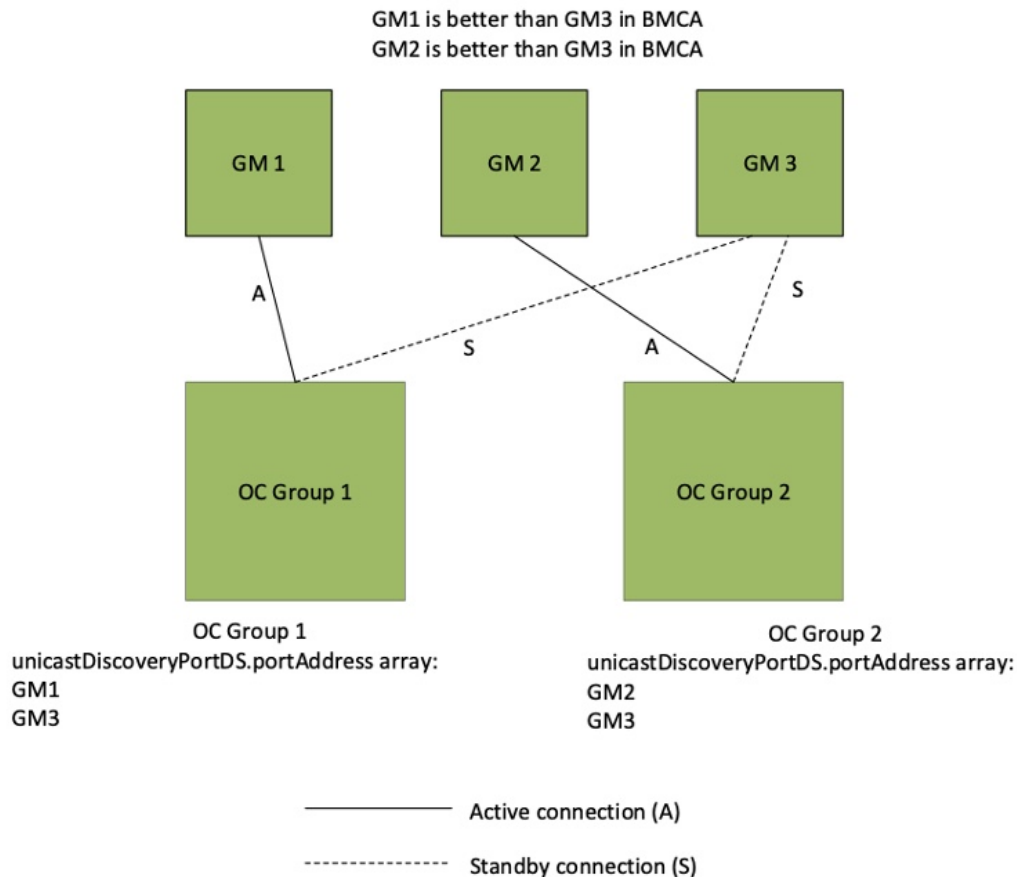 GM1 is better than GM3 in BMCA
GM2 is better than GM3 in BMCA
GM 1
GM 2
GM 3
A
S
S
A
OC Group 1
OC Group 2
OC Group 1
unicastDiscoveryPortDS.portAddress array:
GM1
GM3
OC Group 2
unicastDiscoveryPortDS.portAddress array:
GM2
GM3
Active connection (A)
Standby connection (S)